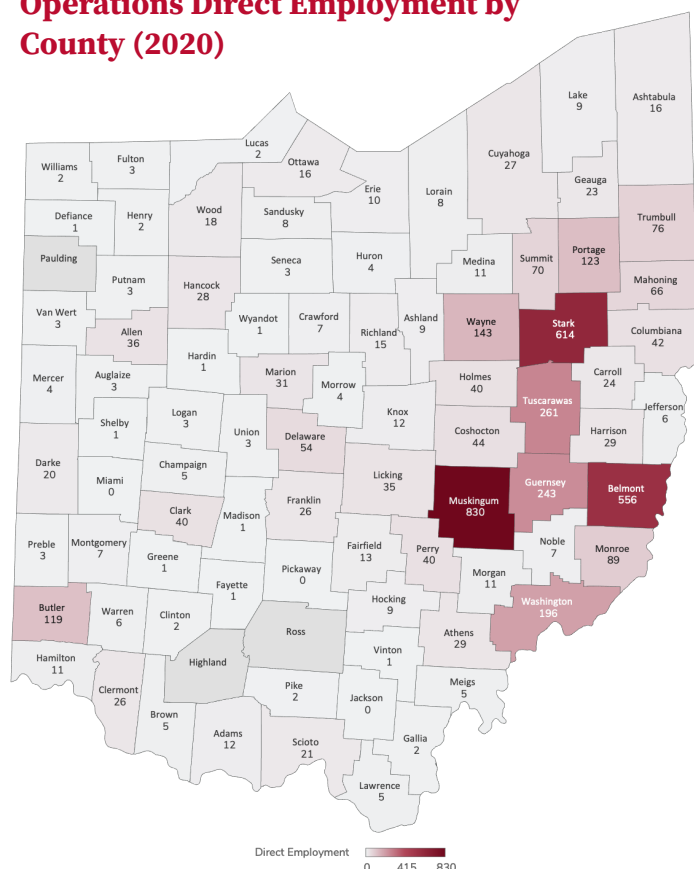 Operations Direct Employment by
County (2020)
Lake
9
Ashtabula
16
Lucas
2
Cuyahoga
27
Williams
2
Fulton
3
Ottawa
16
Geauga
23
Erie
10
Lorain
8
Defiance
1
Henry
2
Wood
18
Sandusky
8
Trumbull
76
Paulding
Seneca
3
Huron
4
Medina
11
Summit
70
Portage
123
Putnam
3
Hancock
28
Mahoning
66
Van Wert
3
Allen
36
Wyandot
1
Crawford
7
Richland
15
Ashland
9
Wayne
143
Stark
614
Columbiana
42
Hardin
1
Mercer
4
Auglaize
3
Marion
31
Morrow
4
Holmes
40
Carroll
24
Tuscarawas
261
Jefferson
6
Shelby
1
Logan
3
Union
3
Knox
12
Delaware
54
Coshocton
44
Harrison
29
Darke
20
Miami
0
Champaign
5
Licking
35
Guernsey
243
Belmont
556
Clark
40
Madison
1
Franklin
26
Muskingum
830
Preble
3
Montgomery
7
Greene
1
Fairfield
13
Perry
40
Noble
7
Monroe
89
Fayette
1
Pickaway
0
Morgan
11
Butler
119
Warren
6
Clinton
2
Hocking
9
Washington
196
Ross
Athens
29
Hamilton
11
Highland
Vinton
1
Clermont
26
Pike
2
Jackson
0
Meigs
5
Brown
5
Adams
12
Scioto
21
Gallia
2
Lawrence
5
Direct Employment
0 415 830